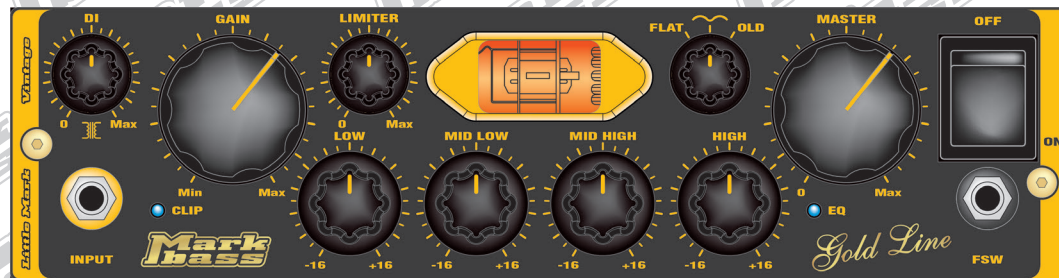 DI
GAIN
LIMITER
FLAT
OLD
MASTER
OFF
Vintage
0
Max
0
Max
LOW
MID LOW
MID HIGH
HIGH
ON
Min
Max
0
Max
Little Mark
CLIP
EQ
INPUT
Mark
bass
-16
+16
-16
+16
-16
+16
-16
+16
Gold Line
FSW